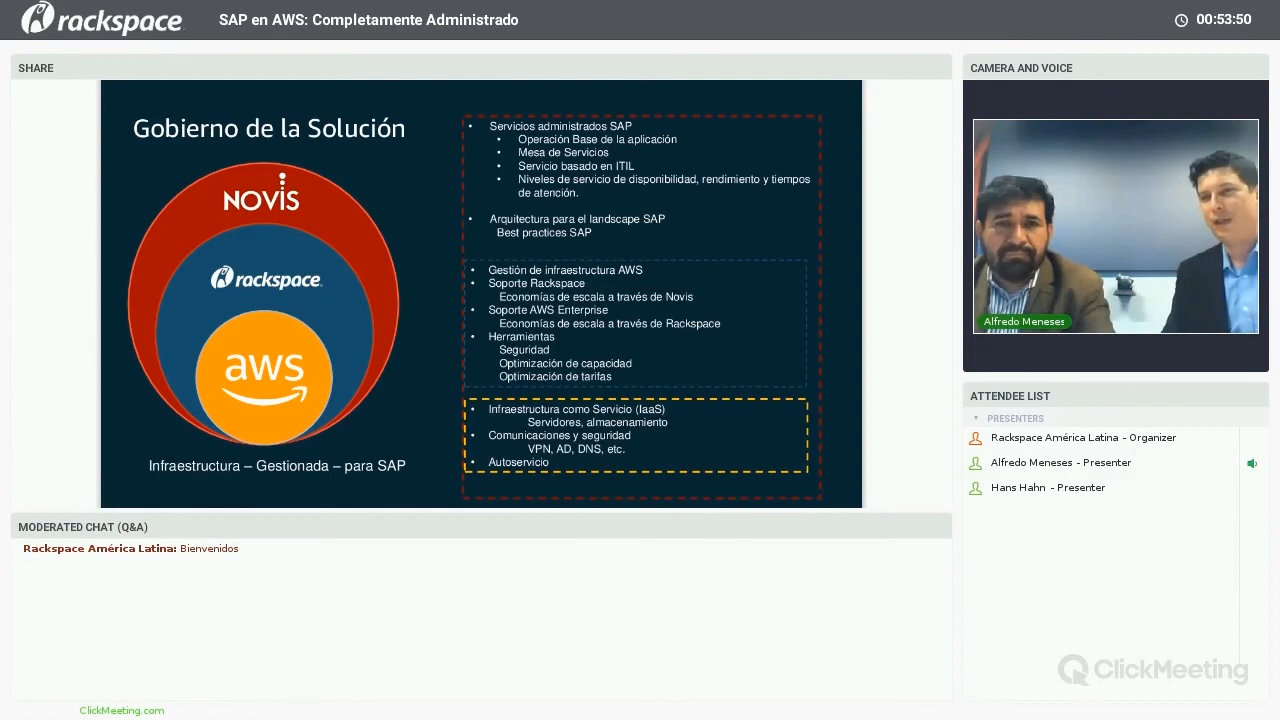 rackspace
SAP en AWS: Completamente Administrado
00:53:50
SHARE
Gobierno de la Solución
NOVIS
rackspace.
aws
Infraestructura – Gestionada – para SAP
• Servicios administrados SAP
• Operación Base de la aplicación
• Mesa de Servicios
• Servicio basado en ITIL
• Niveles de servicio de disponibilidad, rendimiento y tiempos
de atención.
• Arquitectura para el landscape SAP
Best practices SAP
• Gestión de infraestructura AWS
• Soporte Rackspace
Economías de escala a través de Novis
• Soporte AWS Enterprise
Economías de escala a través de Rackspace
• Herramientas
Seguridad
Optimización de capacidad
Optimización de tarifas
• Infraestructura como Servicio (IaaS)
Servidores, almacenamiento
• Comunicaciones y seguridad
VPN, AD, DNS, etc.
• Autoservicio
CAMERA AND VOICE
Alfredo Meneses
ATTENDEE LIST
PRESENTERS
Rackspace América Latina - Organizer
Alfredo Meneses - Presenter
Hans Hahn - Presenter
MODERATED CHAT (Q&A)
Rackspace América Latina: Bienvenidos
ClickMeeting
ClickMeeting.com